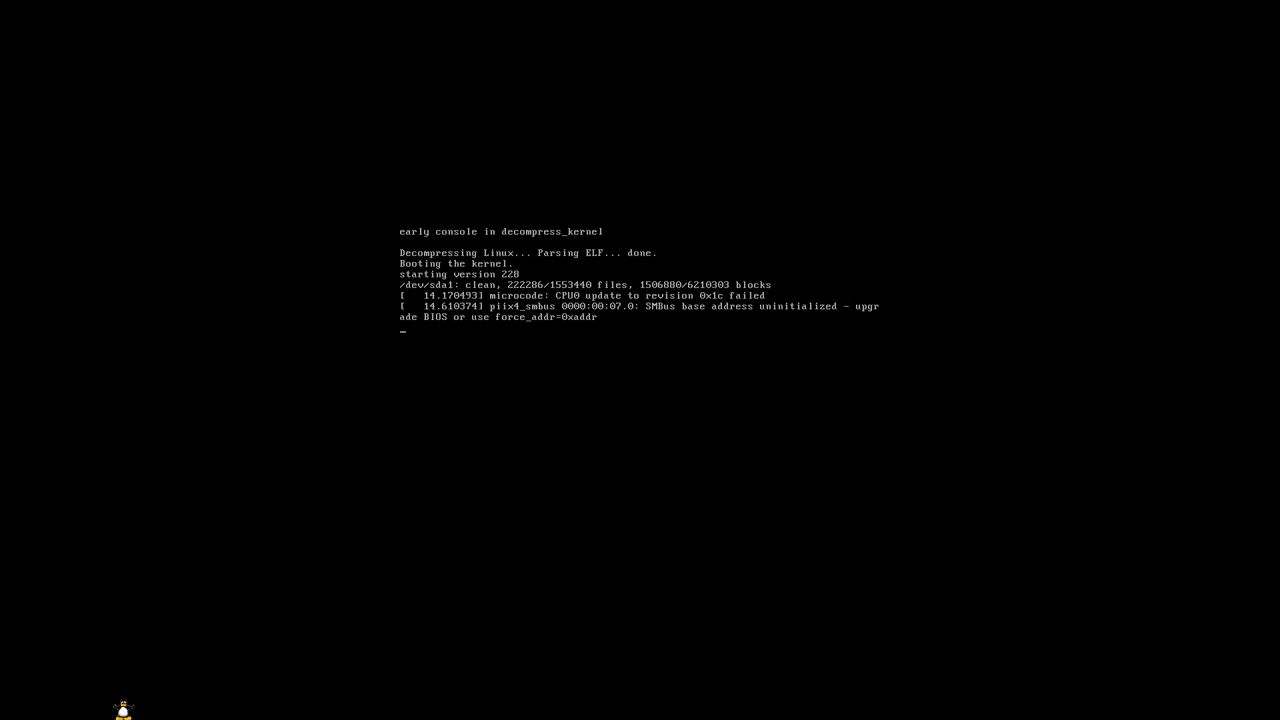 early console in decompress_kernel
Decompressing Linux... Parsing ELF... done.
Booting the kernel.
starting version 228
/dev/sda1: clean, 222286/1553440 files, 1506880/6210303 blocks
[   14.170493] microcode: CPU0 update to revision 0x1c failed
[   14.610374] piix4_smbus 0000:00:07.0: SMBus base address uninitialized - upgr
ade BIOS or use force_addr=0xaddr
_